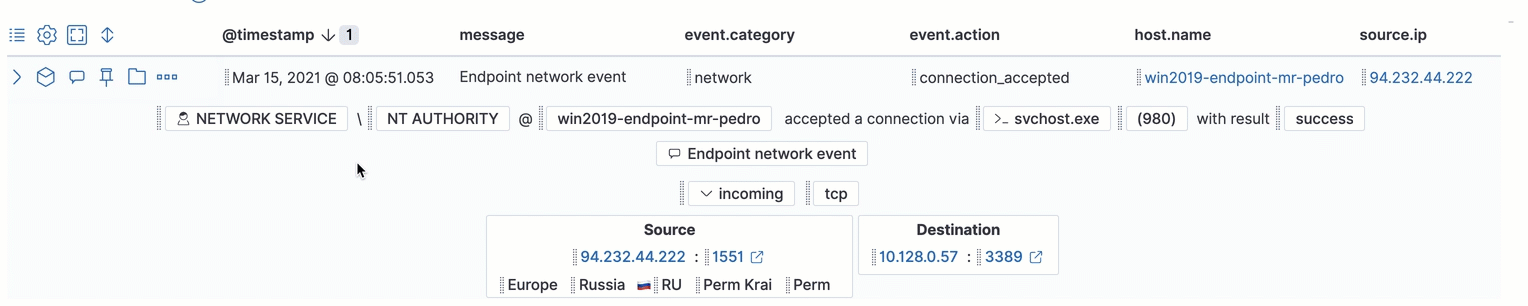 @timestamp 1 message event.category event.action host.name source.ip
Mar 15, 2021 @ 08:05:51.053 Endpoint network event network connection_accepted win2019-endpoint-mr-pedro 94.232.44.222
NETWORK SERVICE \ NT AUTHORITY @ win2019-endpoint-mr-pedro accepted a connection via >_ svchost.exe (980) with result success
Endpoint network event
incoming tcp
Source Destination
94.232.44.222 : 1551 10.128.0.57 : 3389
Europe Russia RU Perm Krai Perm